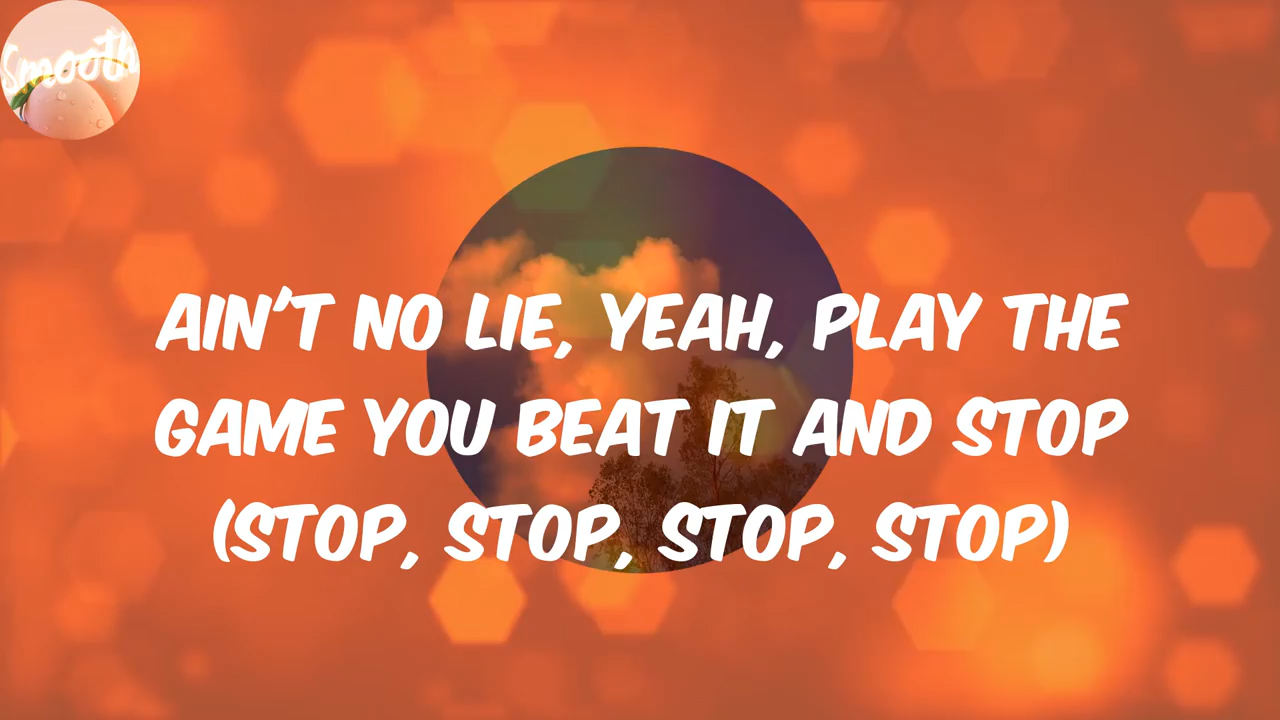 Smooth
AIN'T NO LIE, YEAH, PLAY THE
GAME YOU BEAT IT AND STOP
(STOP, STOP, STOP, STOP)